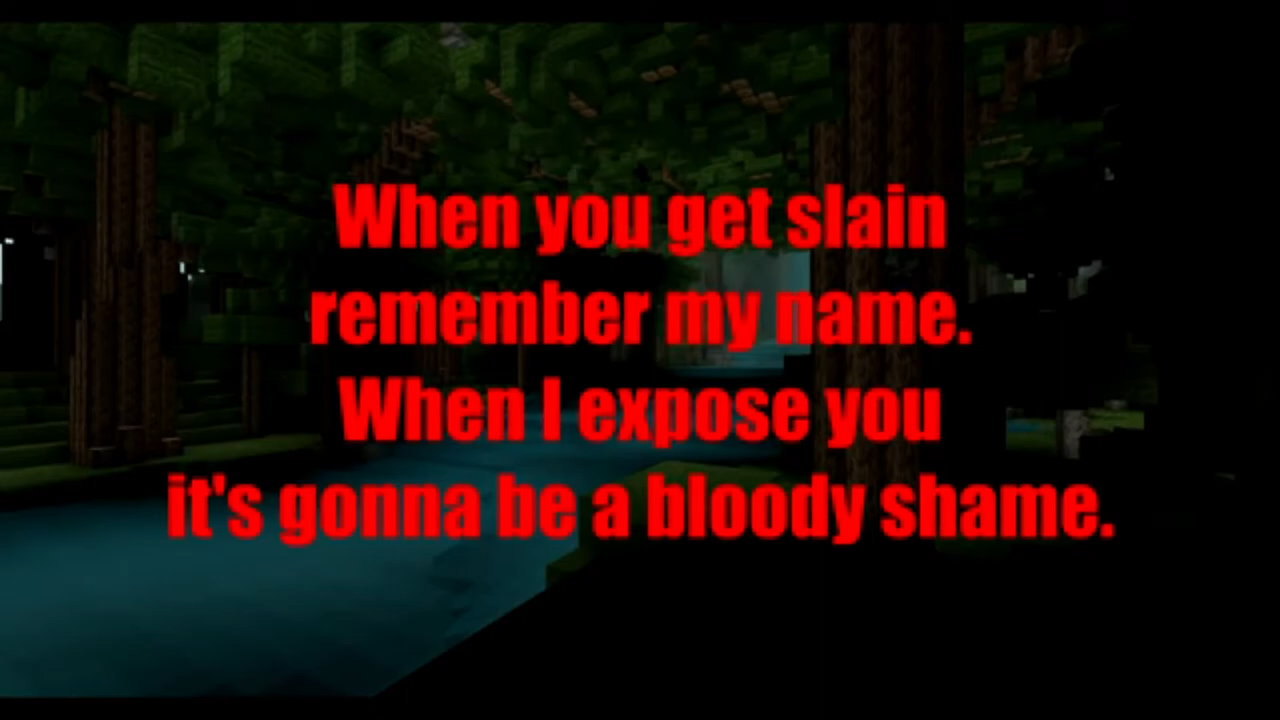 When you get slain
remember my name.
When I expose you
it's gonna be a bloody shame.